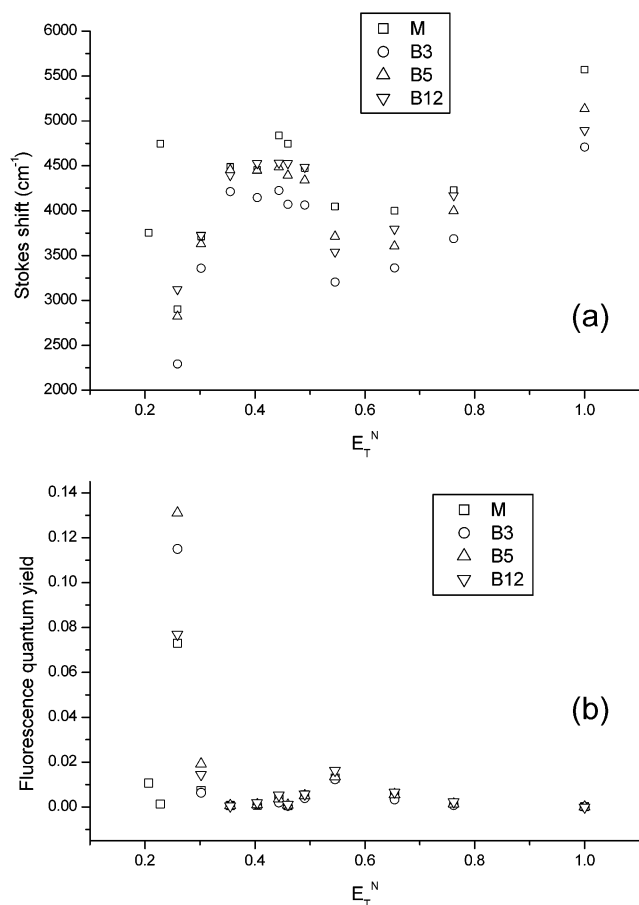 6000
5500
5000
4500
4000
3500
3000
2500
2000
Stokes shift (cm⁻¹)
M
B3
B5
B12
(a)
0.2
0.4
0.6
0.8
1.0
E_T^N
0.14
0.12
0.10
0.08
0.06
0.04
0.02
0.00
Fluorescence quantum yield
M
B3
B5
B12
(b)
0.2
0.4
0.6
0.8
1.0
E_T^N